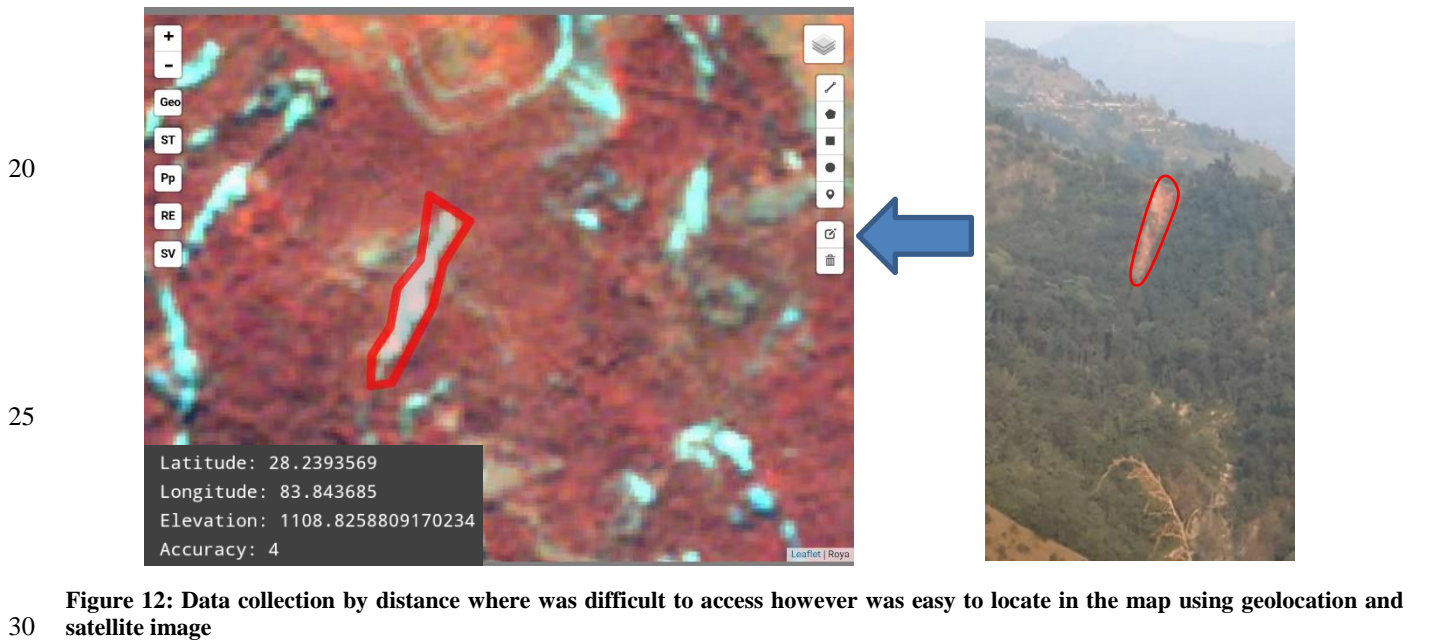 +
-
Geo
ST
Pp
RE
SV
20
25
Latitude: 28.2393569
Longitude: 83.843685
Elevation: 1108.8258809170234
Accuracy: 4
Leaflet | Roya
Figure 12: Data collection by distance where was difficult to access however was easy to locate in the map using geolocation and
30 satellite image